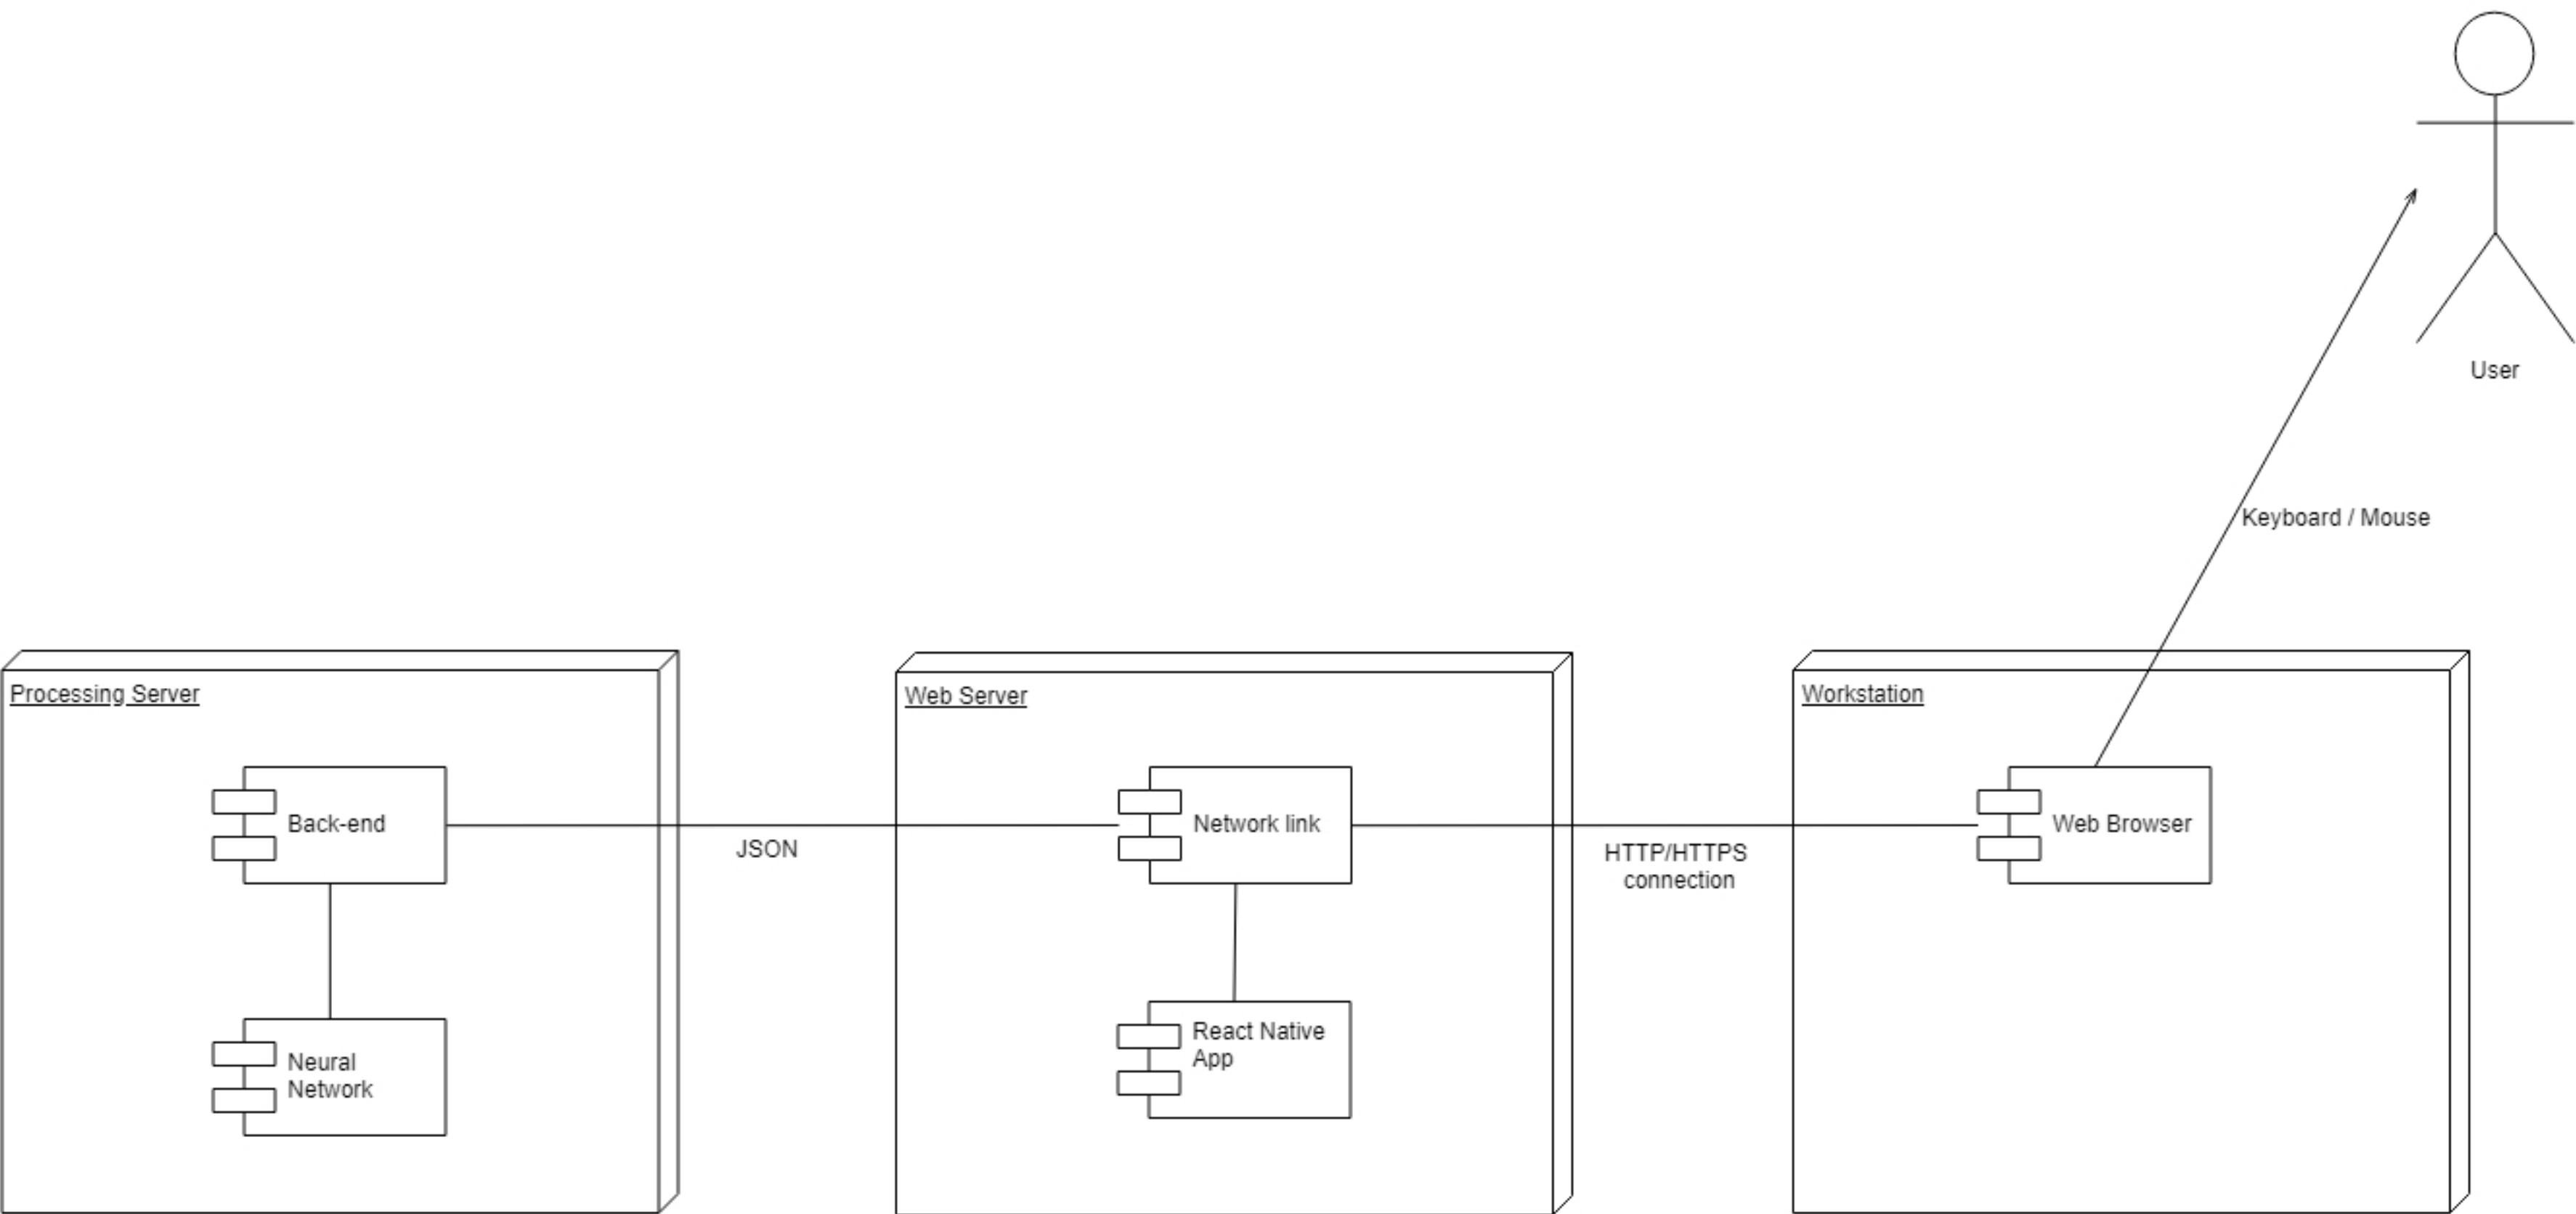 User
Keyboard / Mouse
Processing Server
Back-end
Neural
Network
JSON
Web Server
Network link
React Native
App
HTTP/HTTPS
connection
Workstation
Web Browser